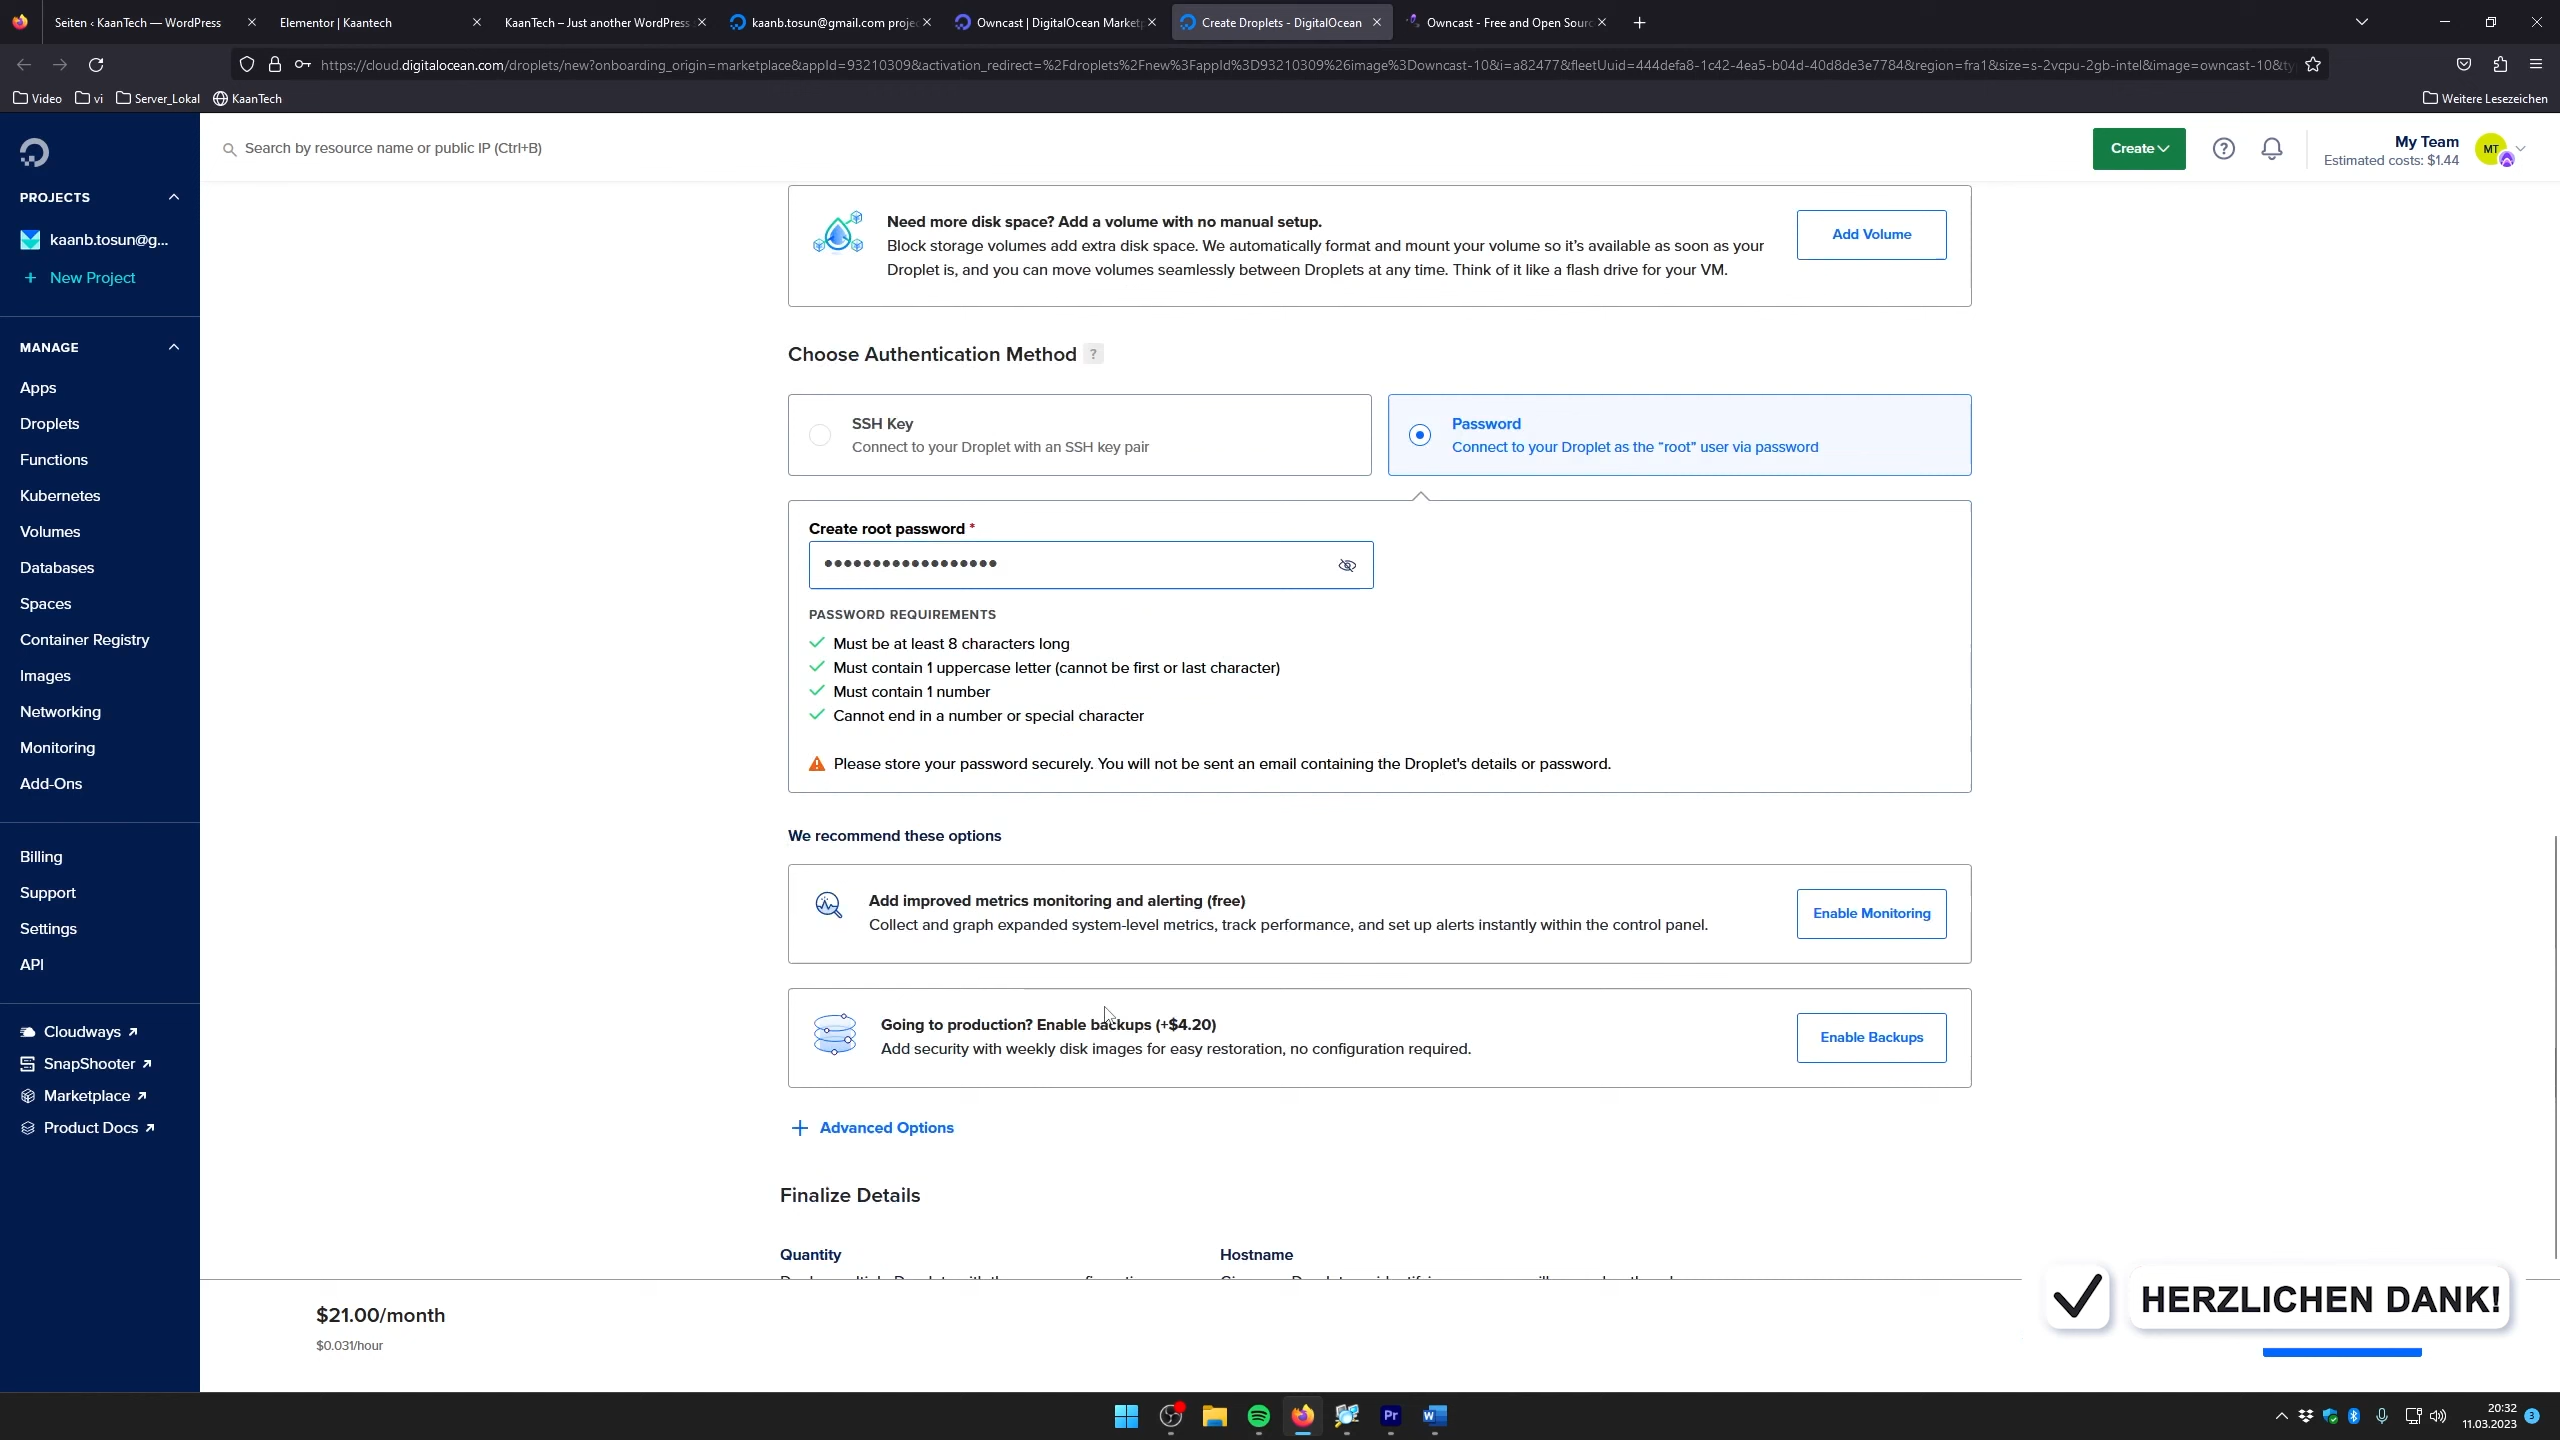 Seiten ‹ KaanTech — WordPress
Elementor | Kaantech
KaanTech – Just another WordPress
kaanb.tosun@gmail.com proje
Owncast | DigitalOcean Marketp
Create Droplets - DigitalOcean
Owncast - Free and Open Sourc
https://cloud.digitalocean.com/droplets/new?onboarding_origin=marketplace&appId=93210309&activation_redirect=%2Fdroplets%2Fnew%3FappId%3D93210309%26image%3Downcast-10&i=a82477&fleetUuid=444defa8-1c42-4ea5-b04d-40d8de3e7784&region=fra1&size=s-2vcpu-2gb-intel&image=owncast-10&ty
Video
vi
Server_Lokal
KaanTech
Weitere Lesezeichen
Search by resource name or public IP (Ctrl+B)
Create
?
My Team
Estimated costs: $1.44
MT
PROJECTS
kaanb.tosun@g...
+ New Project
MANAGE
Apps
Droplets
Functions
Kubernetes
Volumes
Databases
Spaces
Container Registry
Images
Networking
Monitoring
Add-Ons
Billing
Support
Settings
API
Cloudways
SnapShooter
Marketplace
Product Docs
Need more disk space? Add a volume with no manual setup.
Block storage volumes add extra disk space. We automatically format and mount your volume so it's available as soon as your
Droplet is, and you can move volumes seamlessly between Droplets at any time. Think of it like a flash drive for your VM.
Add Volume
Choose Authentication Method ?
SSH Key
Connect to your Droplet with an SSH key pair
Password
Connect to your Droplet as the "root" user via password
Create root password *
••••••••••••••••••
PASSWORD REQUIREMENTS
Must be at least 8 characters long
Must contain 1 uppercase letter (cannot be first or last character)
Must contain 1 number
Cannot end in a number or special character
Please store your password securely. You will not be sent an email containing the Droplet's details or password.
We recommend these options
Add improved metrics monitoring and alerting (free)
Collect and graph expanded system-level metrics, track performance, and set up alerts instantly within the control panel.
Enable Monitoring
Going to production? Enable backups (+$4.20)
Add security with weekly disk images for easy restoration, no configuration required.
Enable Backups
+ Advanced Options
Finalize Details
Quantity
Hostname
$21.00/month
$0.031/hour
HERZLICHEN DANK!
Pr
W
20:32
11.03.2023
3